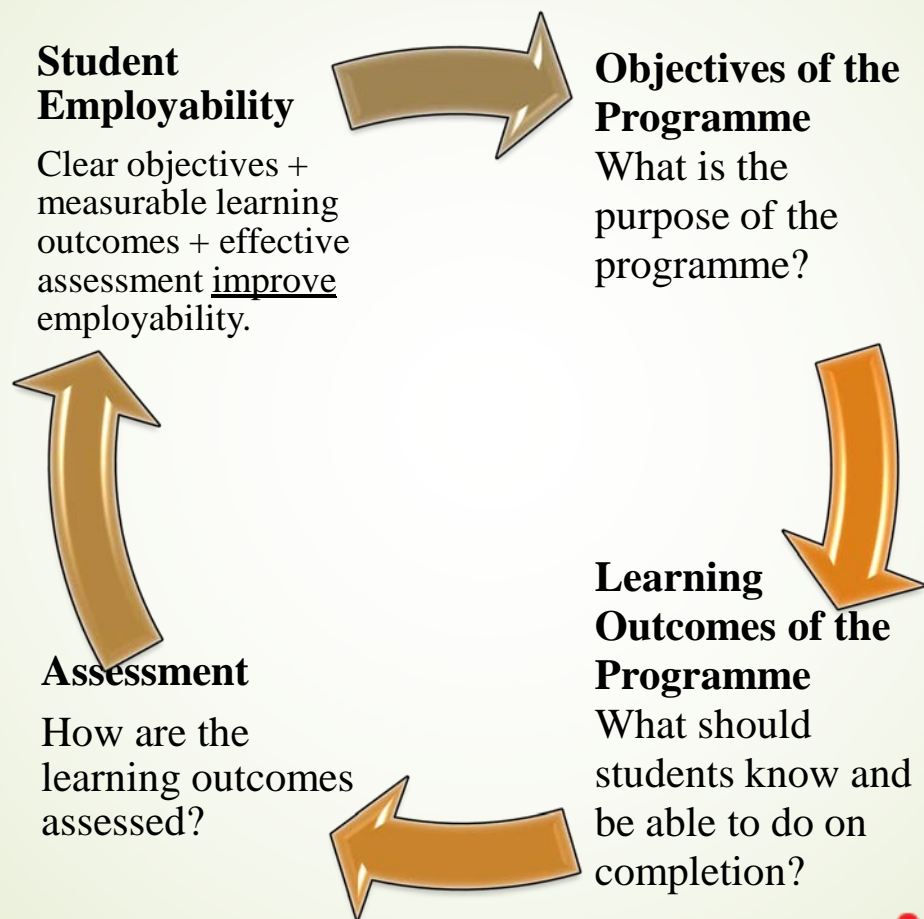 Student
Employability
Clear objectives +
measurable learning
outcomes + effective
assessment improve
employability.
Objectives of the
Programme
What is the
purpose of the
programme?
Learning
Outcomes of the
Programme
What should
students know and
be able to do on
completion?
Assessment
How are the
learning outcomes
assessed?